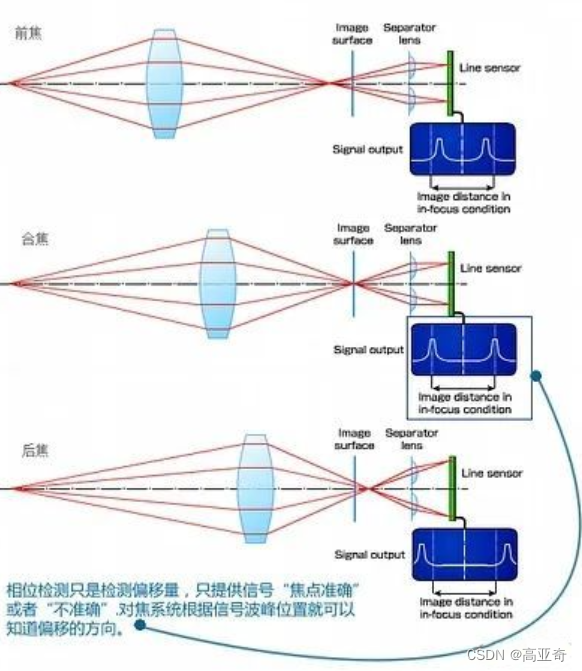 前焦
Image surface
Separator lens
Line sensor
Signal output
Image distance in
in-focus condition
合焦
Image surface
Separator lens
Line sensor
Signal output
Image distance in
in-focus condition
后焦
Image surface
Separator lens
Line sensor
Signal output
Image distance in
in-focus condition
相位检测只是检测偏移量，只提供信号“焦点准确”
或者“不准确”.对焦系统根据信号波峰位置就可以
知道偏移的方向。
CSDN @高亚奇